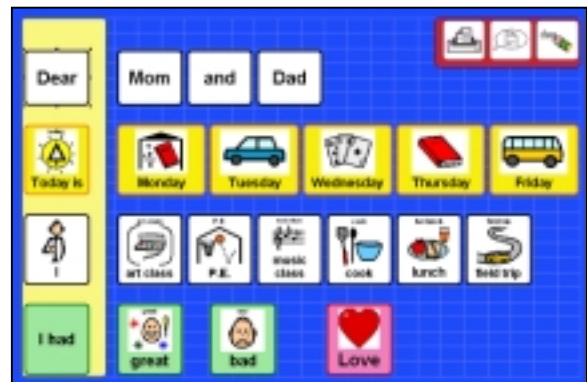 Dear Mom and Dad
Today is Monday Tuesday Wednesday Thursday Friday
I art class P.E. music class cook lunch field trip
I had great bad Love